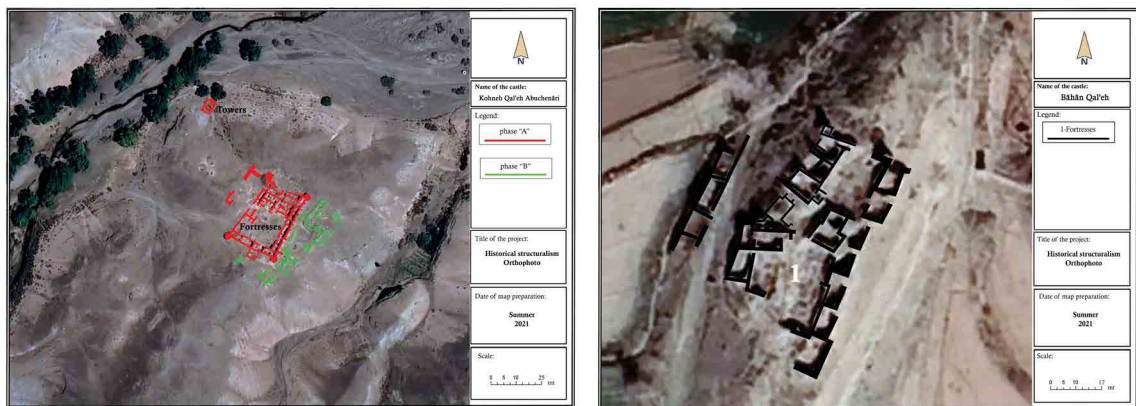 N
Name of the castle:
Kohneh Qal'eh Abuchenāri
Legend:
phase "A"
phase "B"
Title of the project:
Historical structuralism
Orthophoto
Date of map preparation:
Summer
2021
Scale:
0 5 10 15 25 mt
Towers
Fortresses
N
Name of the castle:
Bāhān Qal'eh
Legend:
1-Fortresses
Title of the project:
Historical structuralism
Orthophoto
Date of map preparation:
Summer
2021
Scale:
0 5 10 17
mt
1